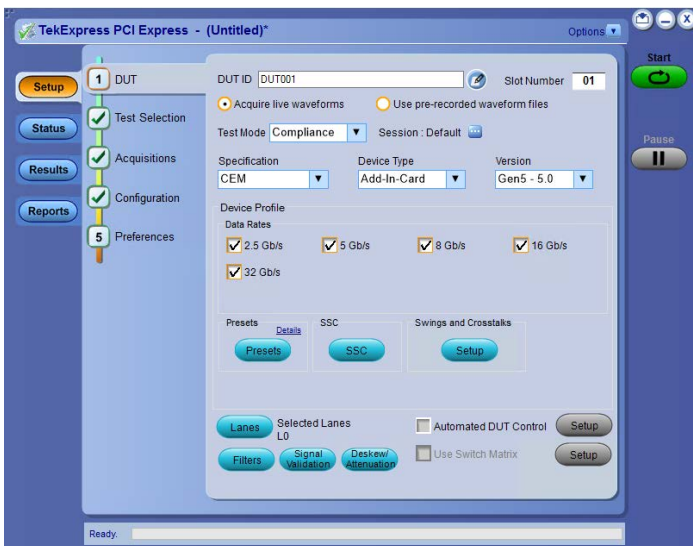 TekExpress PCI Express - (Untitled)*
Options
Start
Pause
Setup
Status
Results
Reports
1 DUT
Test Selection
Acquisitions
Configuration
5 Preferences
DUT ID DUT001
Slot Number 01
Acquire live waveforms
Use pre-recorded waveform files
Test Mode Compliance
Session : Default
Specification
Device Type
Version
CEM
Add-In-Card
Gen5 - 5.0
Device Profile
Data Rates
2.5 Gb/s
5 Gb/s
8 Gb/s
16 Gb/s
32 Gb/s
Presets
Details
SSC
Swings and Crosstalks
Presets
SSC
Setup
Lanes
Selected Lanes
L0
Automated DUT Control
Setup
Filters
Signal
Validation
Deskew/
Attenuation
Use Switch Matrix
Setup
Ready.